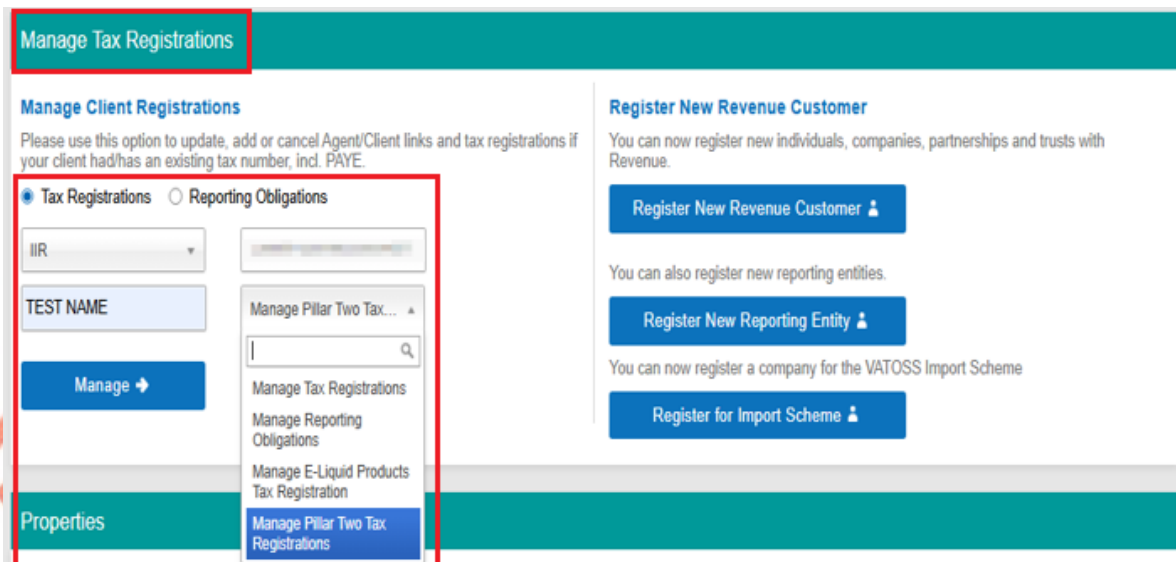 Manage Tax Registrations
Manage Client Registrations
Please use this option to update, add or cancel Agent/Client links and tax registrations if
your client had/has an existing tax number, incl. PAYE.
Tax Registrations Reporting Obligations
IIR
TEST NAME
Manage Pillar Two Tax...
Manage
Manage Tax Registrations
Manage Reporting
Obligations
Manage E-Liquid Products
Tax Registration
Manage Pillar Two Tax
Registrations
Register New Revenue Customer
You can now register new individuals, companies, partnerships and trusts with
Revenue.
Register New Revenue Customer
You can also register new reporting entities.
Register New Reporting Entity
You can now register a company for the VATOSS Import Scheme
Register for Import Scheme
Properties